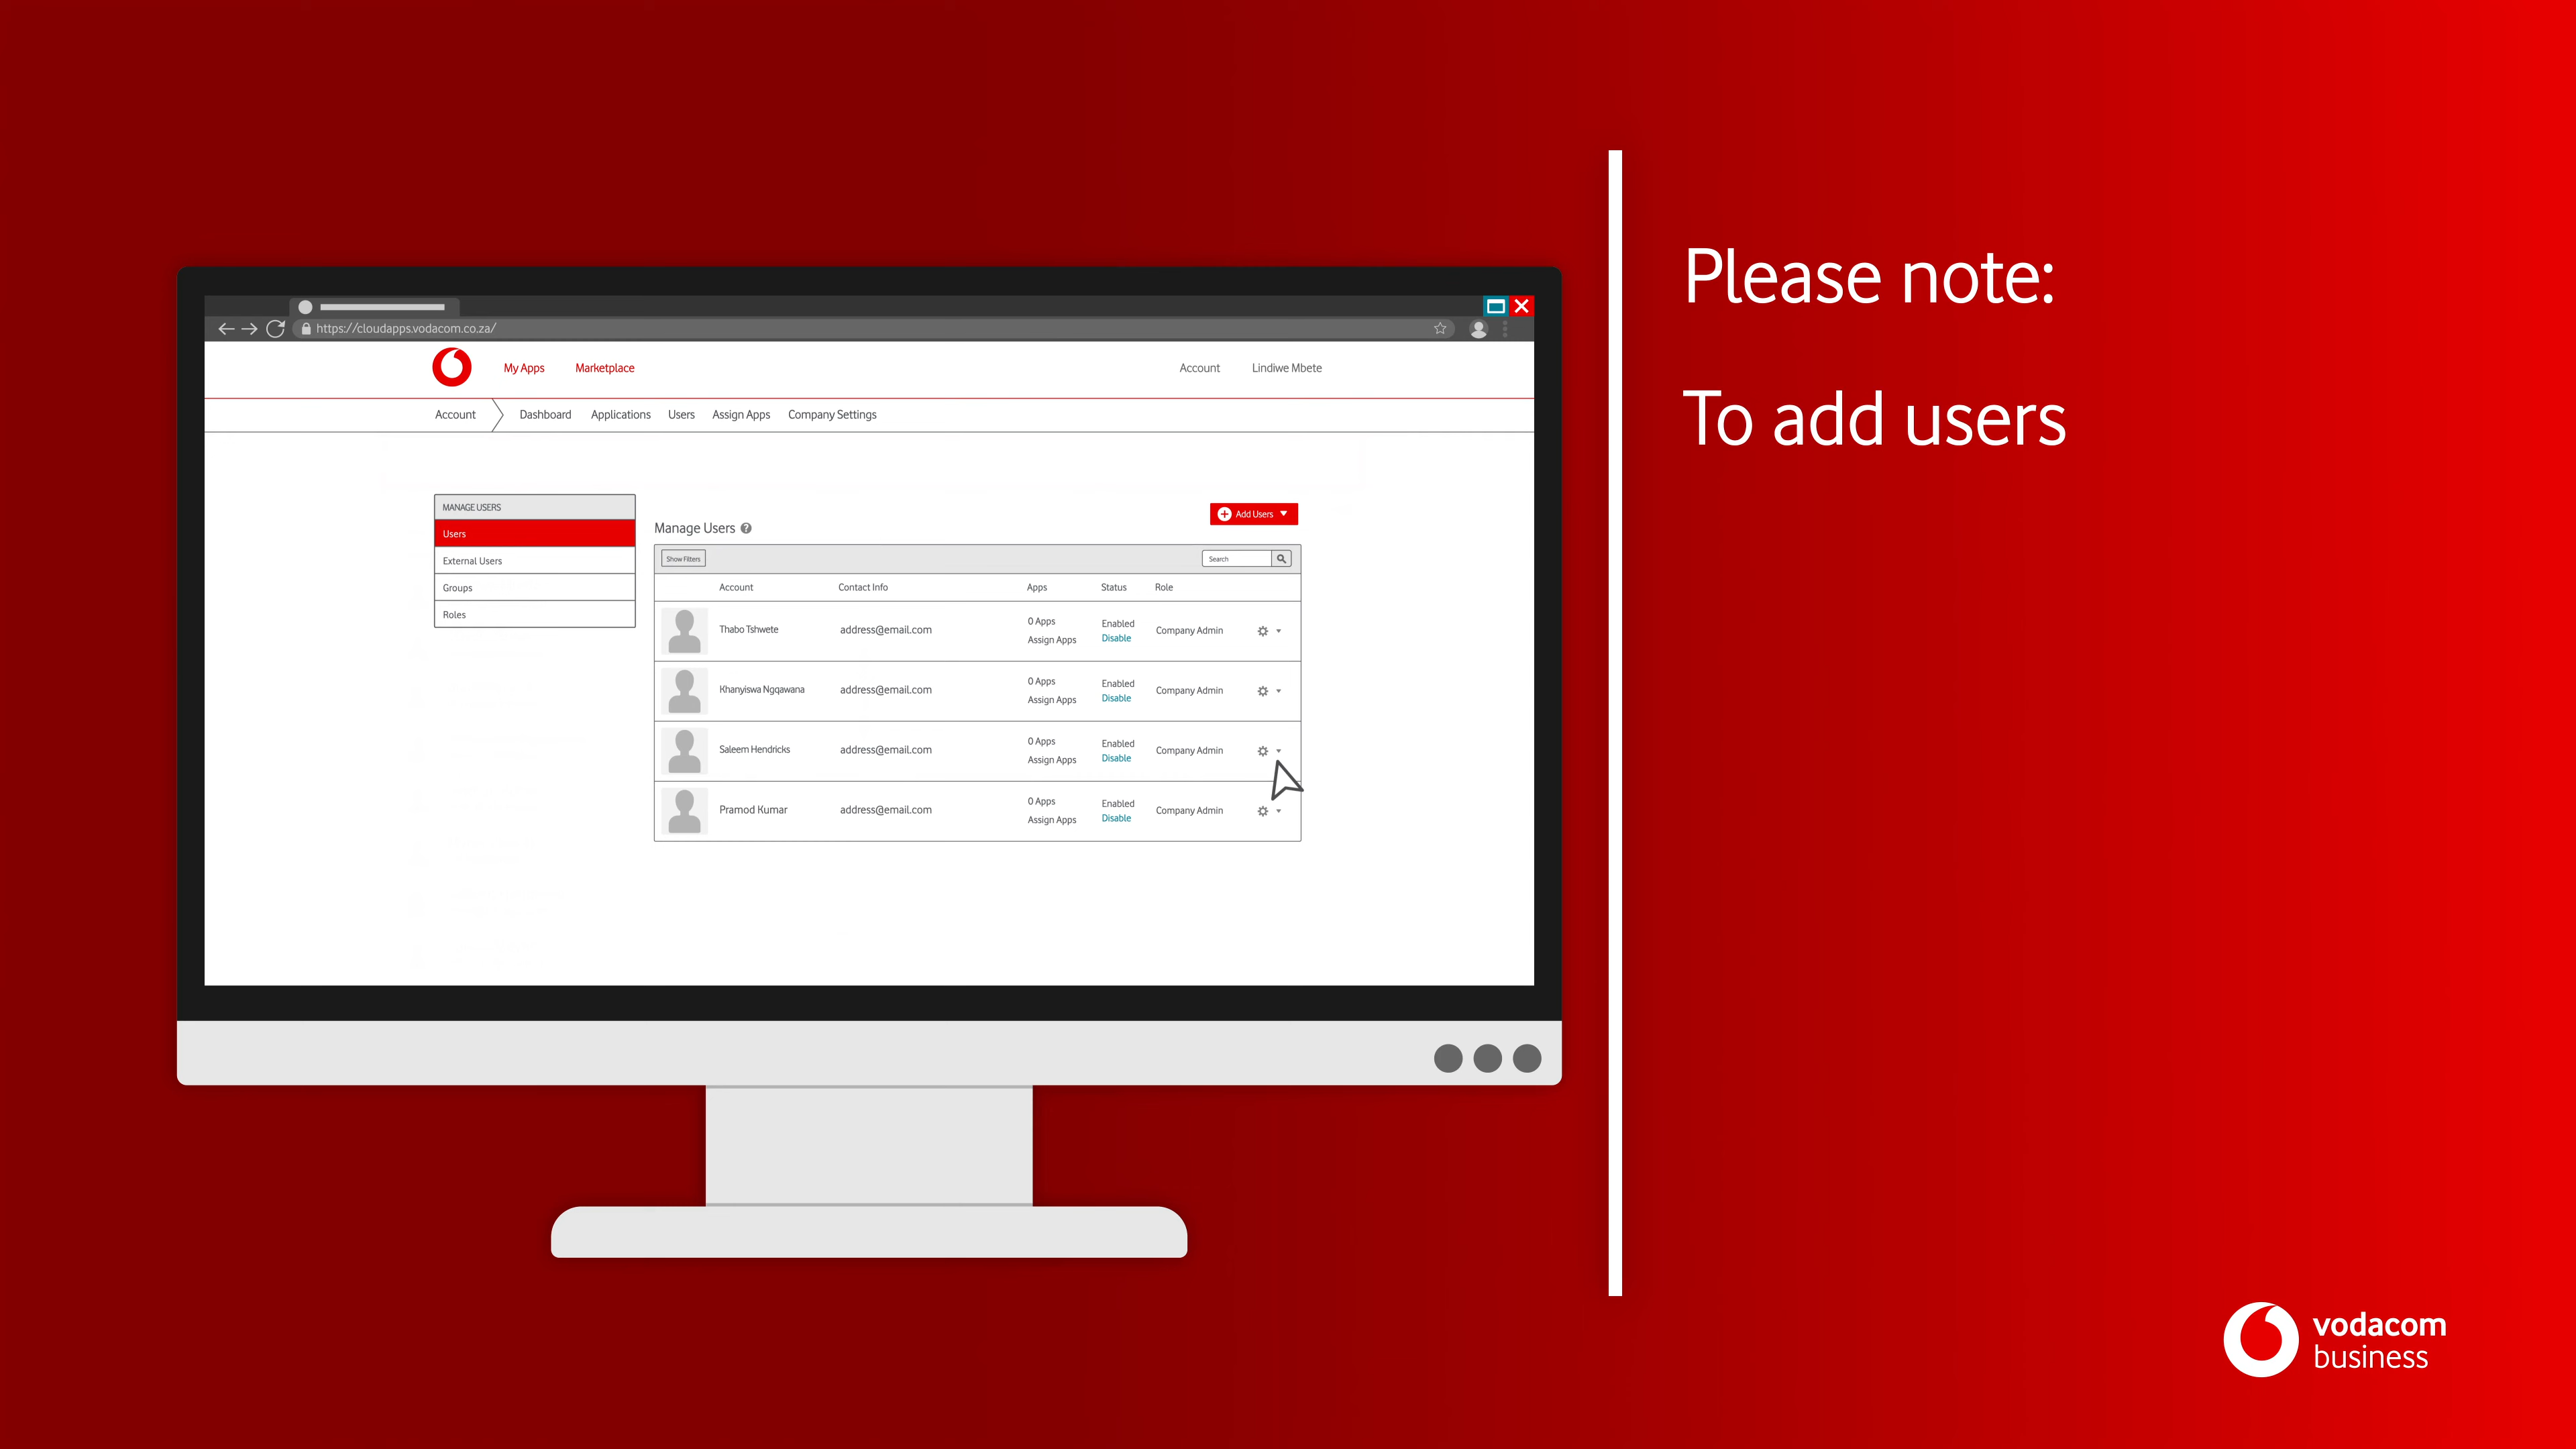 https://cloudapps.vodacom.co.za/
My Apps Marketplace Account Lindiwe Mbete
Account Dashboard Applications Users Assign Apps Company Settings
MANAGE USERS
Users
External Users
Groups
Roles
Add Users
Manage Users ?
Show Filters Search
Account Contact Info Apps Status Role
Thabo Tshwete address@email.com 0 Apps Assign Apps Enabled Disable Company Admin
Khanyiswa Ngqawana address@email.com 0 Apps Assign Apps Enabled Disable Company Admin
Saleem Hendricks address@email.com 0 Apps Assign Apps Enabled Disable Company Admin
Pramod Kumar address@email.com 0 Apps Assign Apps Enabled Disable Company Admin
Please note:
To add users
vodacom
business